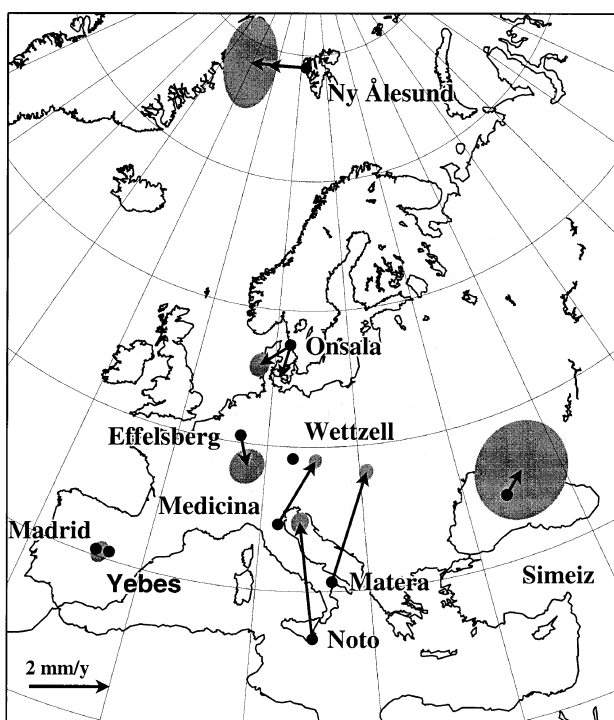 Ny Ålesund
Onsala
Effelsberg
Wettzell
Medicina
Madrid
Yebes
Matera
Simeiz
Noto
2 mm/y